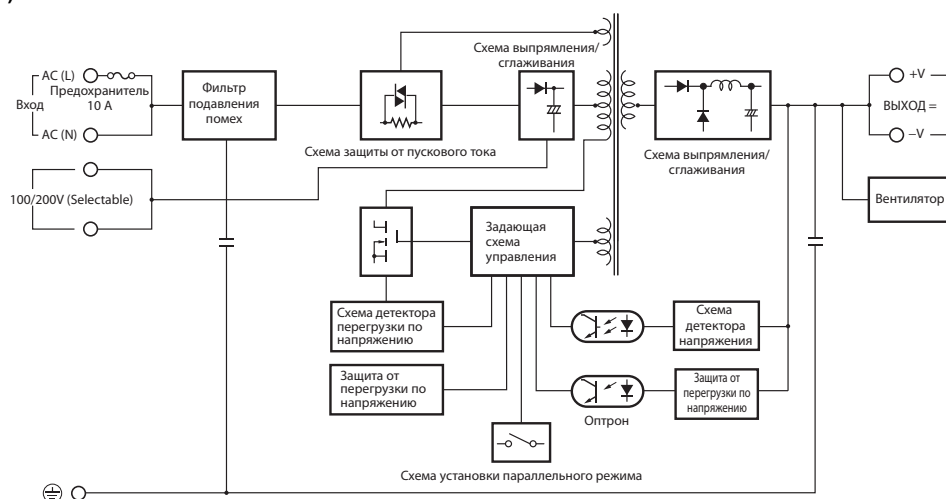 Схема выпрямления/
сглаживания
AC (L)
Предохранитель
10 А
Вход
AC (N)
Фильтр
подавления
помех
+V
ВЫХОД =
–V
Схема защиты от пускового тока
Схема выпрямления/
сглаживания
100/200V (Selectable)
Вентилятор
Задающая
схема
управления
Схема детектора
перегрузки по
напряжению
Схема
детектора
напряжения
Защита от
перегрузки по
напряжению
Защита от
перегрузки по
напряжению
Оптрон
Схема установки параллельного режима